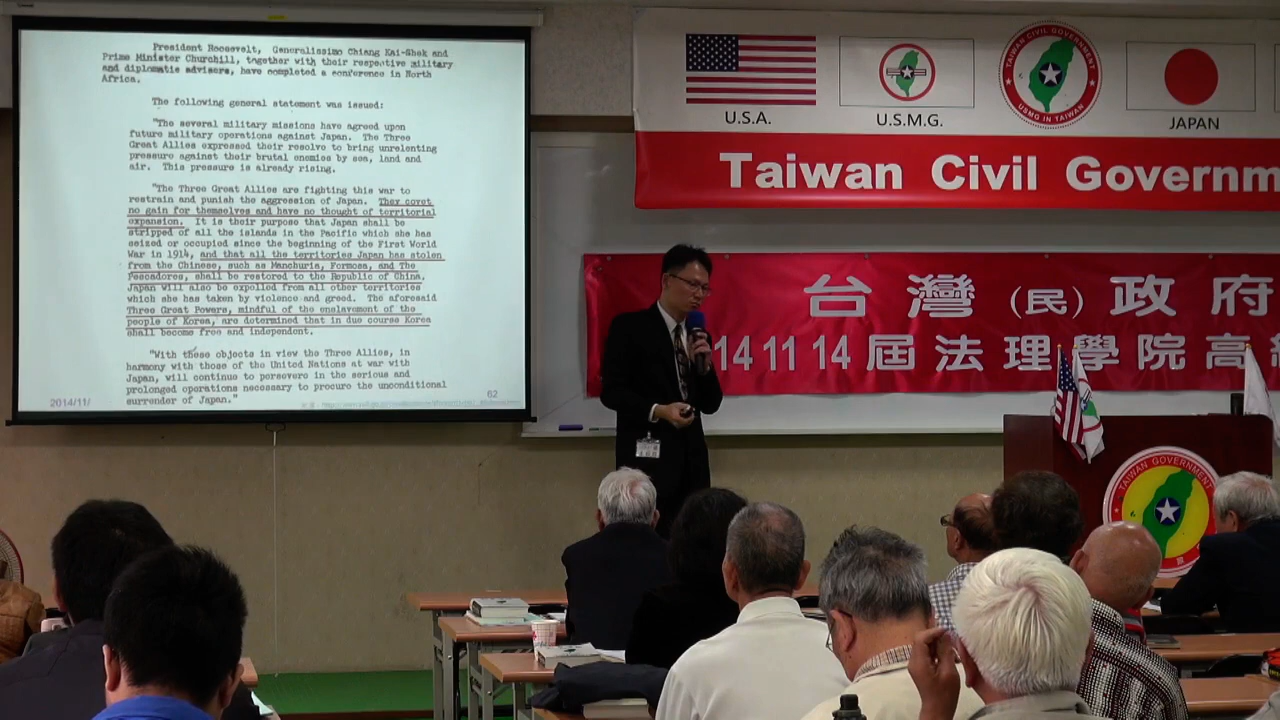 President Roosevelt, Generalissimo Chiang Kai-Shek and
Prime Minister Churchill, together with their respective military
and diplomatic advisers, have completed a conference in North
Africa.
The following general statement was issued:
"The several military missions have agreed upon
future military operations against Japan. The Three
Great Allies expressed their resolve to bring unrelenting
pressure against their brutal enemies by sea, land and
air. This pressure is already rising.
"The Three Great Allies are fighting this war to
restrain and punish the aggression of Japan. They covet
no gain for themselves and have no thought of territorial
expansion. It is their purpose that Japan shall be
stripped of all the islands in the Pacific which she has
seized or occupied since the beginning of the First World
War in 1914, and that all the territories Japan has stolen
from the Chinese, such as Manchuria, Formosa, and The
Pescadores, shall be restored to the Republic of China.
Japan will also be expelled from all other territories
which she has taken by violence and greed. The aforesaid
Three Great Powers, mindful of the enslavement of the
people of Korea, are determined that in due course Korea
shall become free and independent.
"With these objects in view the Three Allies, in
harmony with those of the United Nations at war with
Japan, will continue to persevere in the serious and
prolonged operations necessary to procure the unconditional
surrender of Japan."
2014/11/
62
U.S.A.
U.S.M.G.
TAIWAN CIVIL GOVERNMENT
USMG IN TAIWAN
JAPAN
Taiwan Civil Governm
台灣(民)政府
14 11 14 屆法理學院高
TAIWAN GOVERNMENT